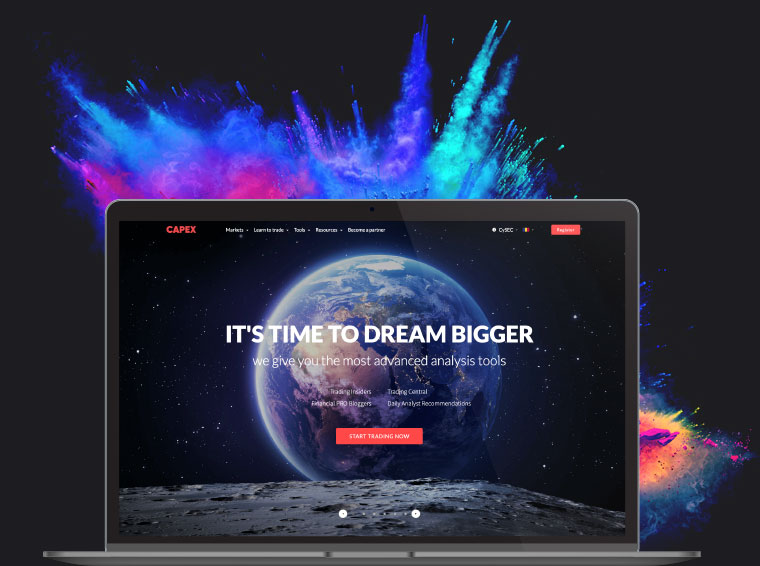 CAPEX Markets Learn to trade Tools Resources Become a partner CySEC Register
IT'S TIME TO DREAM BIGGER
we give you the most advanced analysis tools
Trading Insiders Trading Central
Financial PRO Bloggers Daily Analyst Recommendations
START TRADING NOW